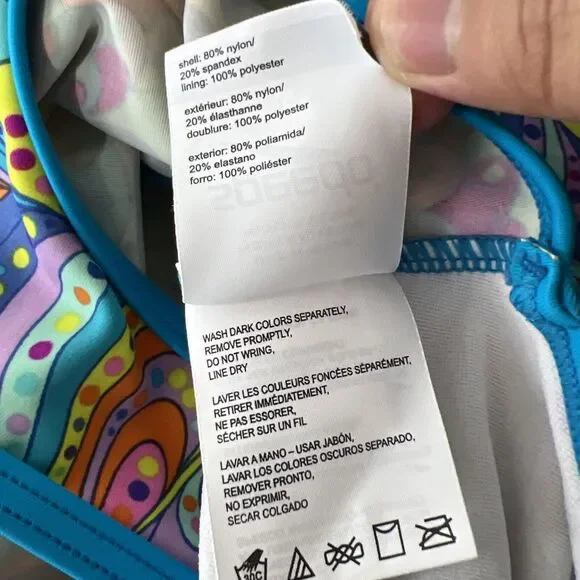 shell: 80% nylon/
20% spandex
lining: 100% polyester
extérieur: 80% nylon/
20% élasthanne
doublure: 100% polyester
exterior: 80% poliamida/
20% elastano
forro: 100% poliéster
WASH DARK COLORS SEPARATELY,
REMOVE PROMPTLY,
DO NOT WRING,
LINE DRY
LAVER LES COULEURS FONCÉES SÉPARÉMENT,
RETIRER IMMÉDIATEMENT,
NE PAS ESSORER,
SÉCHER SUR UN FIL
LAVAR A MANO – USAR JABÓN,
LAVAR LOS COLORES OSCUROS SEPARADO,
REMOVER PRONTO,
NO EXPRIMIR,
SECAR COLGADO
30C